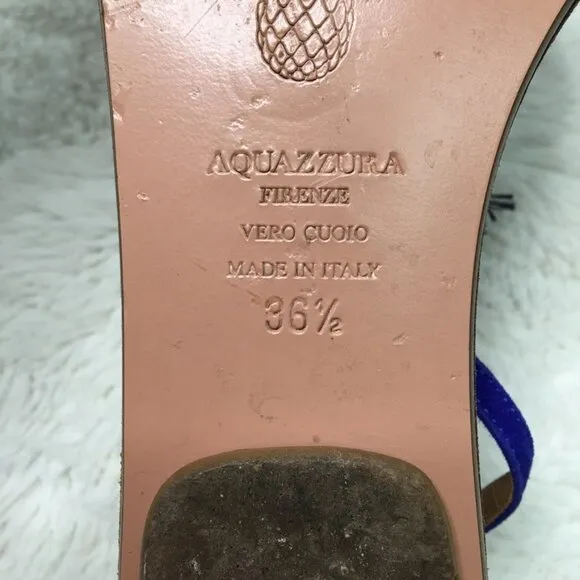 AQUAZZURA
FIRENZE
VERO CUOIO
MADE IN ITALY
36½